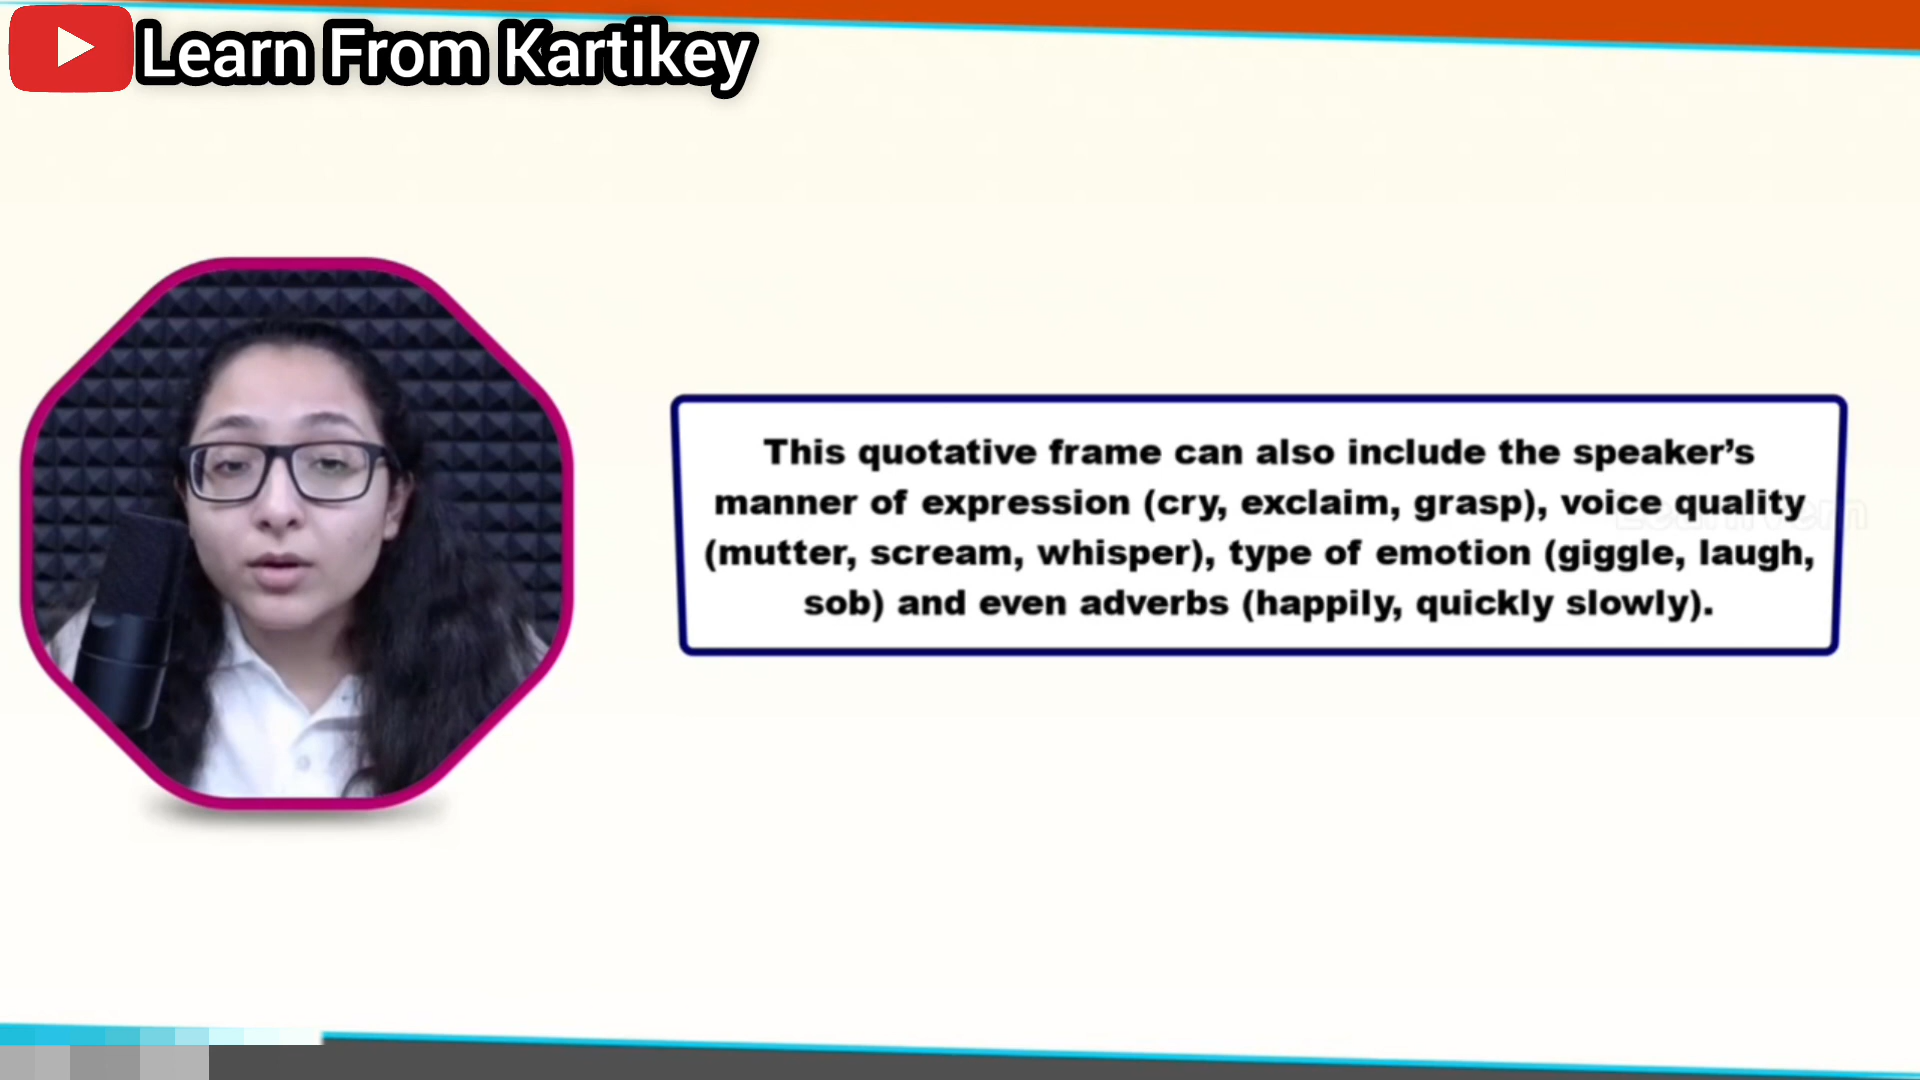 Learn From Kartikey
This quotative frame can also include the speaker's
manner of expression (cry, exclaim, grasp), voice quality
(mutter, scream, whisper), type of emotion (giggle, laugh,
sob) and even adverbs (happily, quickly slowly).